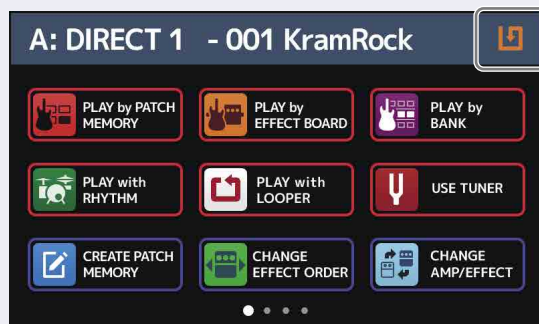 A: DIRECT 1 - 001 KramRock
PLAY by PATCH
MEMORY
PLAY by
EFFECT BOARD
PLAY by
BANK
PLAY with
RHYTHM
PLAY with
LOOPER
USE TUNER
CREATE PATCH
MEMORY
CHANGE
EFFECT ORDER
CHANGE
AMP/EFFECT